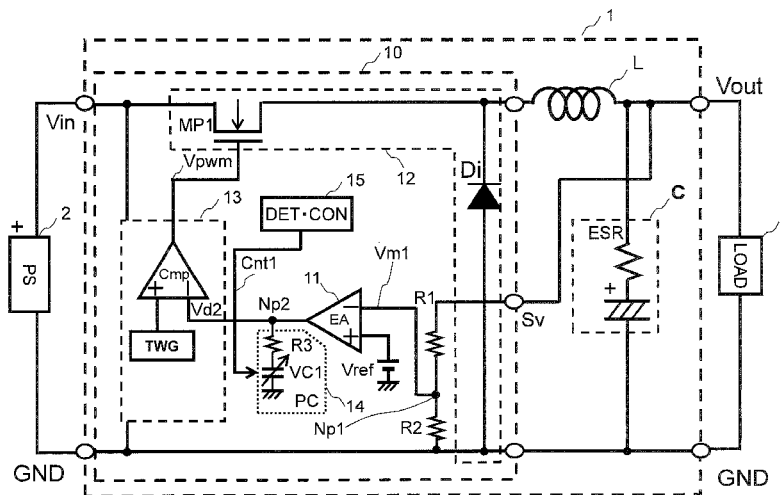 1
10
L
Vin
Vout
MP1
Vpwm
12
15
DET·CON
Di
2
13
C
+
PS
Cmp
+
Cnt1
Vm1
11
ESR
LOAD
Vd2
Np2
EA
R1
+
TWG
R3
VC1
Vref
Sv
PC
14
Np1
R2
GND
GND